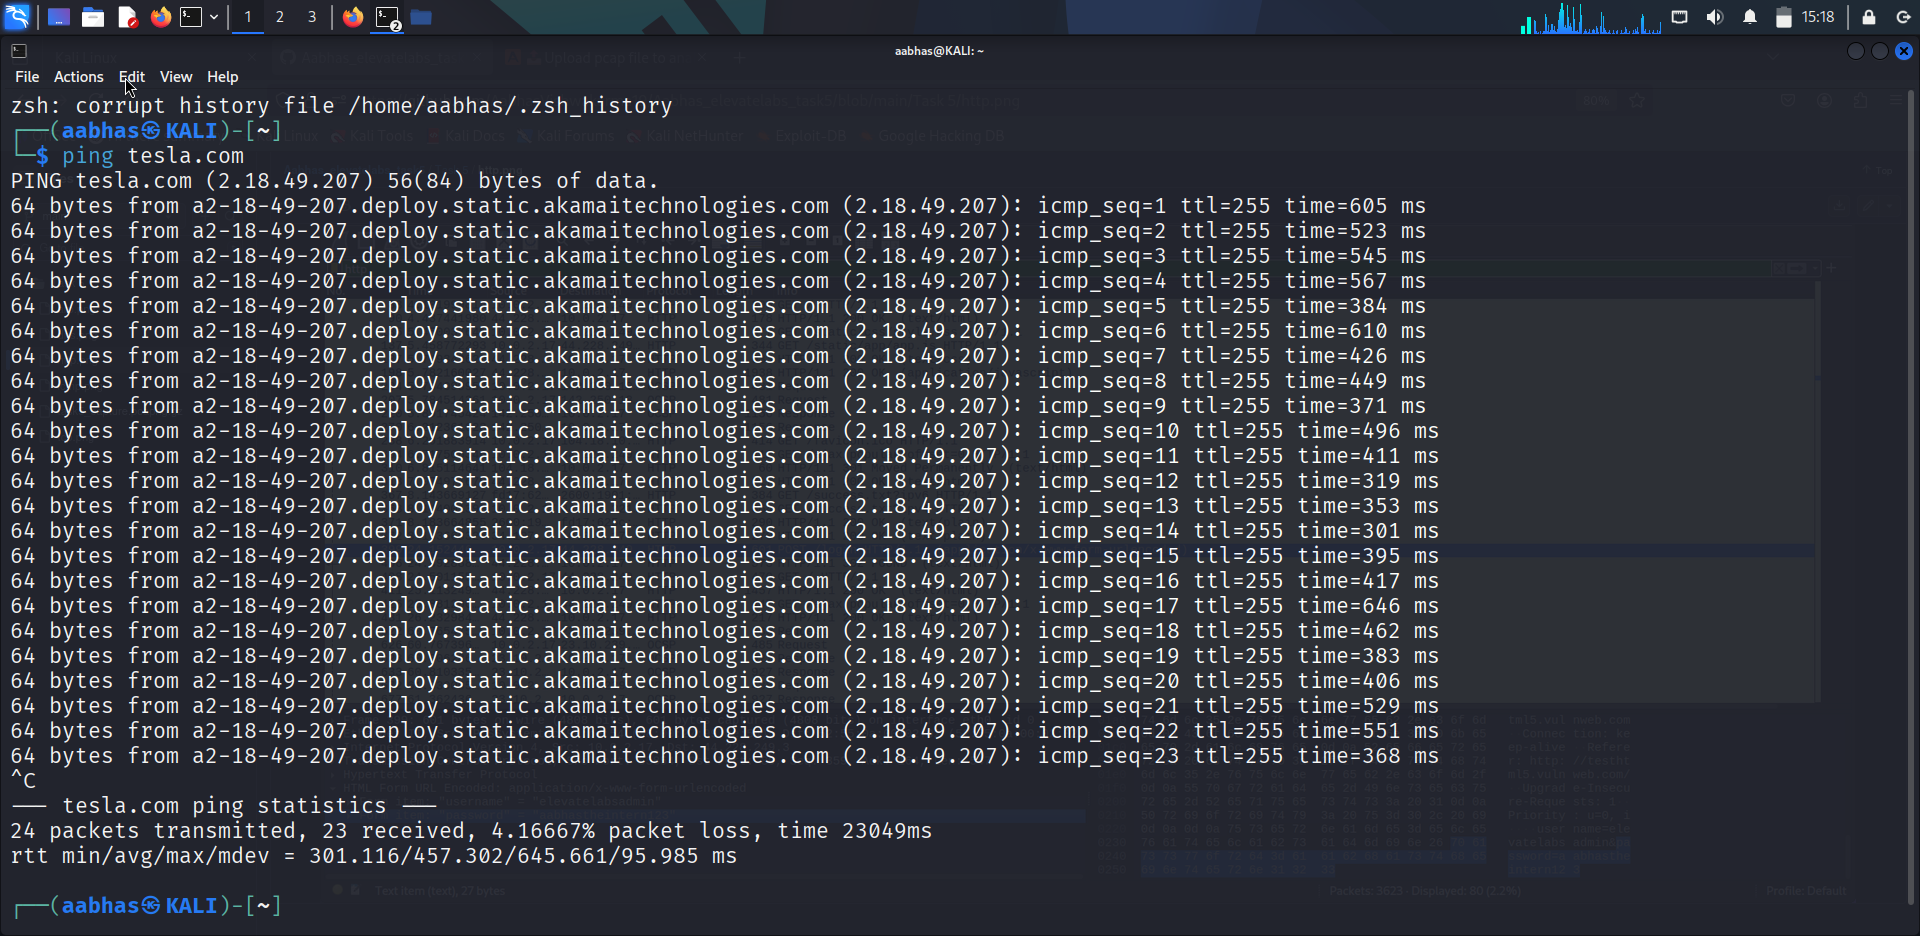 1 2 3 2 15:18
aabhas@KALI: ~
File Actions Edit View Help
zsh: corrupt history file /home/aabhas/.zsh_history
┌──(aabhas㉿KALI)-[~]
└─$ ping tesla.com
PING tesla.com (2.18.49.207) 56(84) bytes of data.
64 bytes from a2-18-49-207.deploy.static.akamaitechnologies.com (2.18.49.207): icmp_seq=1 ttl=255 time=605 ms
64 bytes from a2-18-49-207.deploy.static.akamaitechnologies.com (2.18.49.207): icmp_seq=2 ttl=255 time=523 ms
64 bytes from a2-18-49-207.deploy.static.akamaitechnologies.com (2.18.49.207): icmp_seq=3 ttl=255 time=545 ms
64 bytes from a2-18-49-207.deploy.static.akamaitechnologies.com (2.18.49.207): icmp_seq=4 ttl=255 time=567 ms
64 bytes from a2-18-49-207.deploy.static.akamaitechnologies.com (2.18.49.207): icmp_seq=5 ttl=255 time=384 ms
64 bytes from a2-18-49-207.deploy.static.akamaitechnologies.com (2.18.49.207): icmp_seq=6 ttl=255 time=610 ms
64 bytes from a2-18-49-207.deploy.static.akamaitechnologies.com (2.18.49.207): icmp_seq=7 ttl=255 time=426 ms
64 bytes from a2-18-49-207.deploy.static.akamaitechnologies.com (2.18.49.207): icmp_seq=8 ttl=255 time=449 ms
64 bytes from a2-18-49-207.deploy.static.akamaitechnologies.com (2.18.49.207): icmp_seq=9 ttl=255 time=371 ms
64 bytes from a2-18-49-207.deploy.static.akamaitechnologies.com (2.18.49.207): icmp_seq=10 ttl=255 time=496 ms
64 bytes from a2-18-49-207.deploy.static.akamaitechnologies.com (2.18.49.207): icmp_seq=11 ttl=255 time=411 ms
64 bytes from a2-18-49-207.deploy.static.akamaitechnologies.com (2.18.49.207): icmp_seq=12 ttl=255 time=319 ms
64 bytes from a2-18-49-207.deploy.static.akamaitechnologies.com (2.18.49.207): icmp_seq=13 ttl=255 time=353 ms
64 bytes from a2-18-49-207.deploy.static.akamaitechnologies.com (2.18.49.207): icmp_seq=14 ttl=255 time=301 ms
64 bytes from a2-18-49-207.deploy.static.akamaitechnologies.com (2.18.49.207): icmp_seq=15 ttl=255 time=395 ms
64 bytes from a2-18-49-207.deploy.static.akamaitechnologies.com (2.18.49.207): icmp_seq=16 ttl=255 time=417 ms
64 bytes from a2-18-49-207.deploy.static.akamaitechnologies.com (2.18.49.207): icmp_seq=17 ttl=255 time=646 ms
64 bytes from a2-18-49-207.deploy.static.akamaitechnologies.com (2.18.49.207): icmp_seq=18 ttl=255 time=462 ms
64 bytes from a2-18-49-207.deploy.static.akamaitechnologies.com (2.18.49.207): icmp_seq=19 ttl=255 time=383 ms
64 bytes from a2-18-49-207.deploy.static.akamaitechnologies.com (2.18.49.207): icmp_seq=20 ttl=255 time=406 ms
64 bytes from a2-18-49-207.deploy.static.akamaitechnologies.com (2.18.49.207): icmp_seq=21 ttl=255 time=529 ms
64 bytes from a2-18-49-207.deploy.static.akamaitechnologies.com (2.18.49.207): icmp_seq=22 ttl=255 time=551 ms
64 bytes from a2-18-49-207.deploy.static.akamaitechnologies.com (2.18.49.207): icmp_seq=23 ttl=255 time=368 ms
^C
--- tesla.com ping statistics ---
24 packets transmitted, 23 received, 4.16667% packet loss, time 23049ms
rtt min/avg/max/mdev = 301.116/457.302/645.661/95.985 ms
Text item (text), 27 bytes Packets: 3623 · Displayed: 80 (2.2%) Profile: Default
┌──(aabhas㉿KALI)-[~]